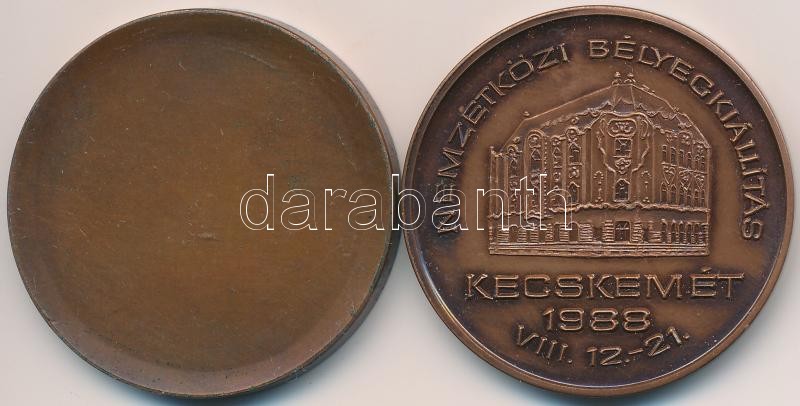 NEMZETKÖZI BÉLYEGKIÁLLÍTÁS
darabanth
KECSKEMÉT
1988
VIII. 12.-21.